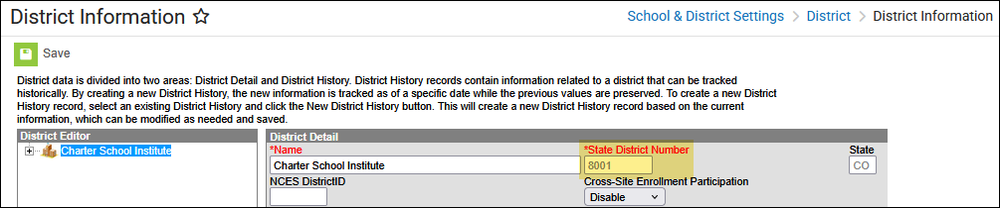 District Information
School & District Settings > District > District Information
Save
District data is divided into two areas: District Detail and District History. District History records contain information related to a district that can be tracked
historically. By creating a new District History, the new information is tracked as of a specific date while the previous values are preserved. To create a new District
History record, select an existing District History and click the New District History button. This will create a new District History record based on the current
information, which can be modified as needed and saved.
District Editor
Charter School Institute
District Detail
*Name *State District Number State
Charter School Institute 8001 CO
NCES DistrictID Cross-Site Enrollment Participation
Disable